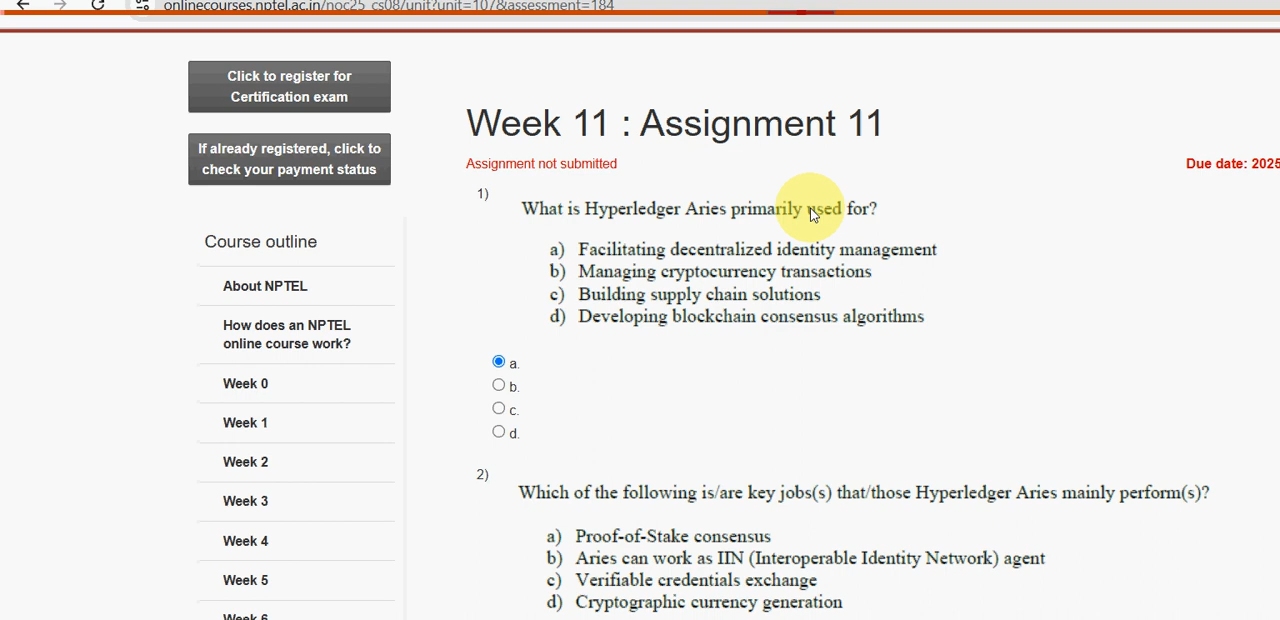 onlinecourses.nptel.ac.in/noc25_cs08/unit?unit=107&assessment=184
Click to register for
Certification exam
If already registered, click to
check your payment status
Course outline
About NPTEL
How does an NPTEL
online course work?
Week 0
Week 1
Week 2
Week 3
Week 4
Week 5
Week 6
Week 11 : Assignment 11
Assignment not submitted
Due date: 2025
1)
What is Hyperledger Aries primarily used for?
a) Facilitating decentralized identity management
b) Managing cryptocurrency transactions
c) Building supply chain solutions
d) Developing blockchain consensus algorithms
a.
b.
c.
d.
2)
Which of the following is/are key jobs(s) that/those Hyperledger Aries mainly perform(s)?
a) Proof-of-Stake consensus
b) Aries can work as IIN (Interoperable Identity Network) agent
c) Verifiable credentials exchange
d) Cryptographic currency generation